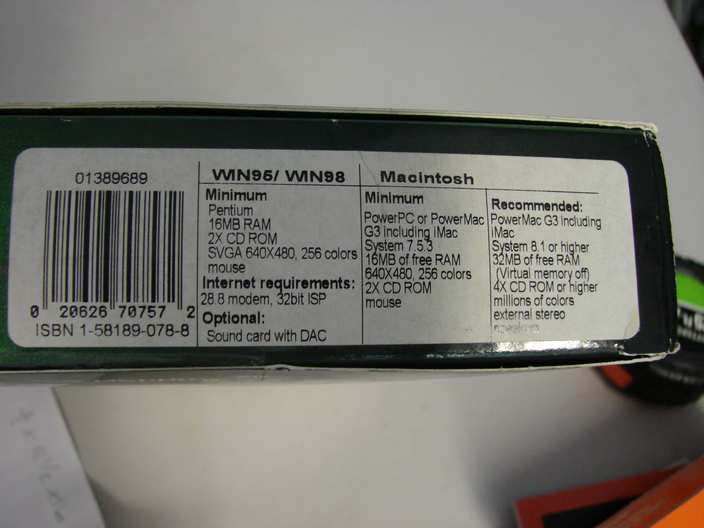 01389689
0 20626 70757 2
ISBN 1-58189-078-8
WIN95/ WIN98
Minimum
Pentium
16MB RAM
2X CD ROM
SVGA 640X480, 256 colors
mouse
Internet requirements:
28.8 modem, 32bit ISP
Optional:
Sound card with DAC
Macintosh
Minimum
PowerPC or PowerMac
G3 including iMac
System 7.5.3
16MB of free RAM
640X480, 256 colors
2X CD ROM
mouse
Recommended:
PowerMac G3 including
iMac
System 8.1 or higher
32MB of free RAM
(Virtual memory off)
4X CD ROM or higher
millions of colors
external stereo